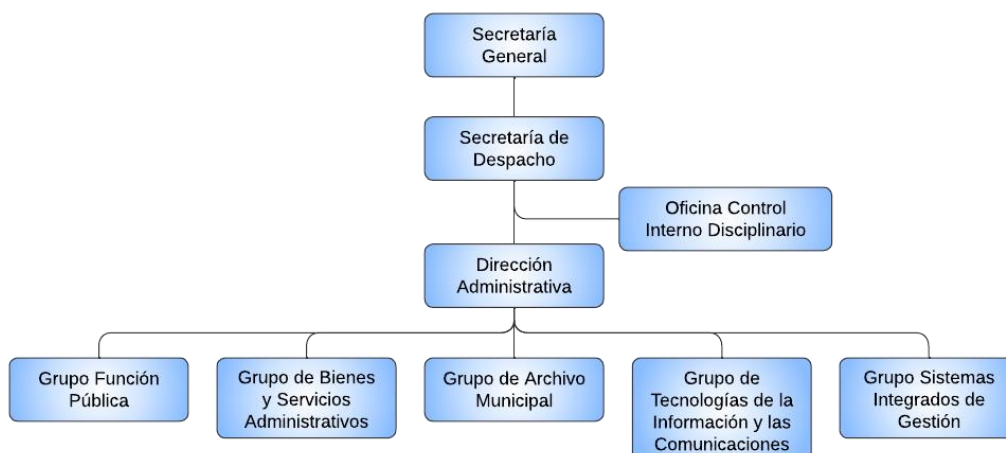 Secretaría
General
Secretaría de
Despacho
Oficina Control
Interno Disciplinario
Dirección
Administrativa
Grupo Función
Pública
Grupo de Bienes
y Servicios
Administrativos
Grupo de Archivo
Municipal
Grupo de
Tecnologías de la
Información y las
Comunicaciones
Grupo Sistemas
Integrados de
Gestión